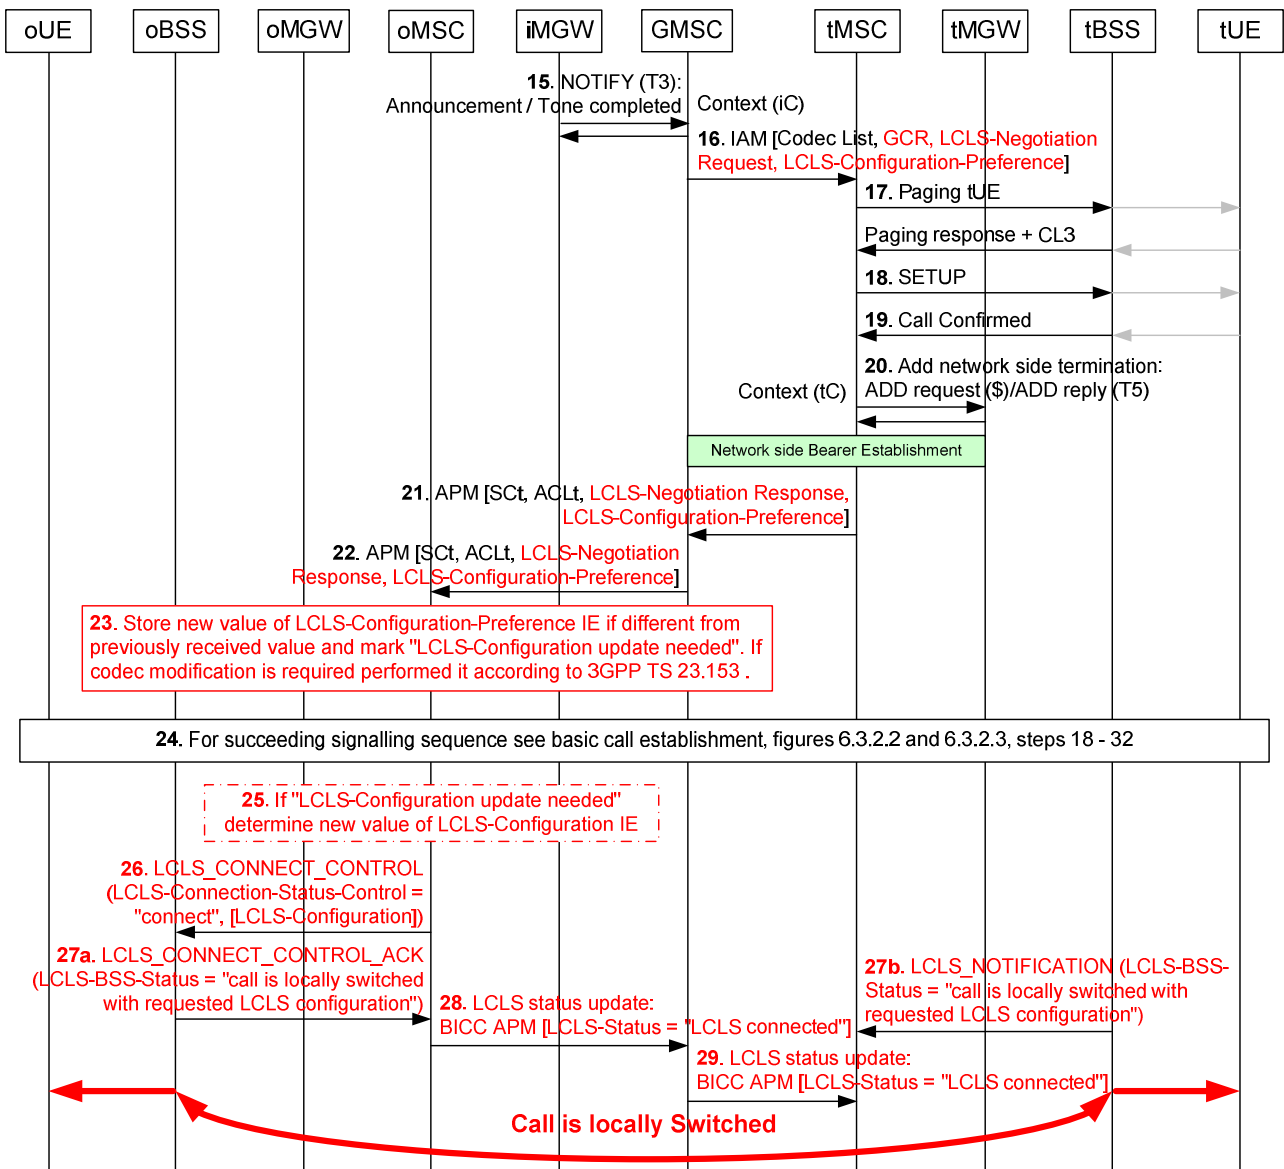 oUE oBSS oMGW oMSC iMGW GMSC tMSC tMGW tBSS tUE
15. NOTIFY (T3):
Announcement / Tone completed
Context (iC)
16. IAM [Codec List, GCR, LCLS-Negotiation
Request, LCLS-Configuration-Preference]
17. Paging tUE
Paging response + CL3
18. SETUP
19. Call Confirmed
20. Add network side termination:
ADD request ($)/ADD reply (T5)
Context (tC)
Network side Bearer Establishment
21. APM [SCt, ACLt, LCLS-Negotiation Response,
LCLS-Configuration-Preference]
22. APM [SCt, ACLt, LCLS-Negotiation
Response, LCLS-Configuration-Preference]
23. Store new value of LCLS-Configuration-Preference IE if different from
previously received value and mark "LCLS-Configuration update needed". If
codec modification is required performed it according to 3GPP TS 23.153 .
24. For succeeding signalling sequence see basic call establishment, figures 6.3.2.2 and 6.3.2.3, steps 18 - 32
25. If "LCLS-Configuration update needed"
determine new value of LCLS-Configuration IE
26. LCLS_CONNECT_CONTROL
(LCLS-Connection-Status-Control =
"connect", [LCLS-Configuration])
27a. LCLS_CONNECT_CONTROL_ACK
(LCLS-BSS-Status = "call is locally switched
with requested LCLS configuration")
27b. LCLS_NOTIFICATION (LCLS-BSS-
Status = "call is locally switched with
requested LCLS configuration")
28. LCLS status update:
BICC APM [LCLS-Status = "LCLS connected"]
29. LCLS status update:
BICC APM [LCLS-Status = "LCLS connected"]
Call is locally Switched